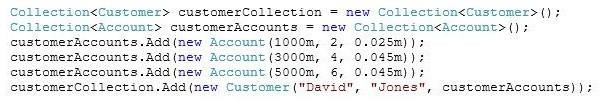 Collection<Customer> customerCollection = new Collection<Customer>();
Collection<Account> customerAccounts = new Collection<Account>();
customerAccounts.Add(new Account(1000m, 2, 0.025m));
customerAccounts.Add(new Account(3000m, 4, 0.045m));
customerAccounts.Add(new Account(5000m, 6, 0.045m));
customerCollection.Add(new Customer("David", "Jones", customerAccounts));